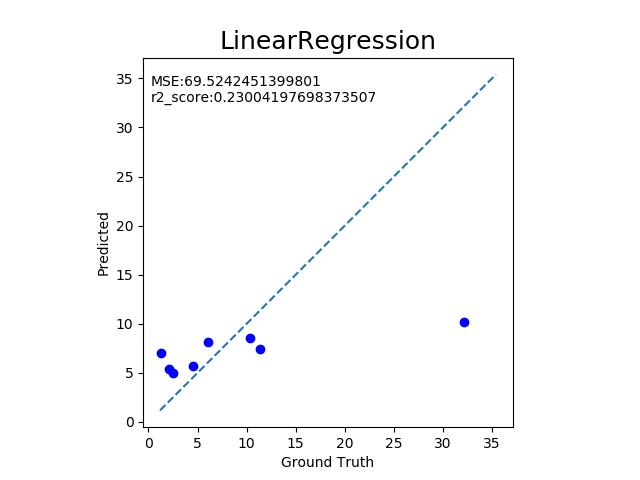 LinearRegression
MSE:69.5242451399801
r2_score:0.23004197698373507
35
30
25
20
15
10
5
0
Predicted
0 5 10 15 20 25 30 35
Ground Truth